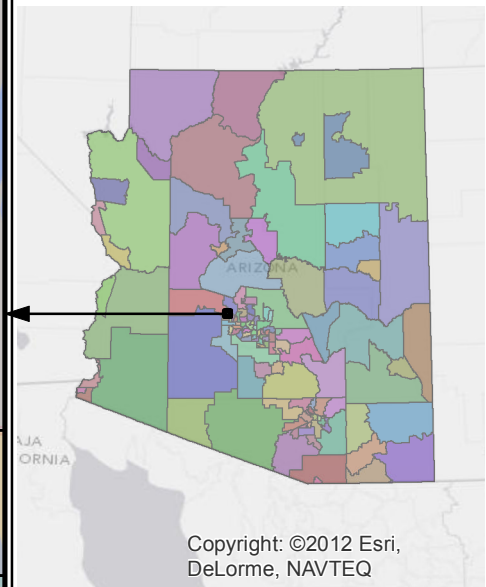 ARIZONA
AJA
ORNIA
Copyright: ©2012 Esri,
DeLorme, NAVTEQ